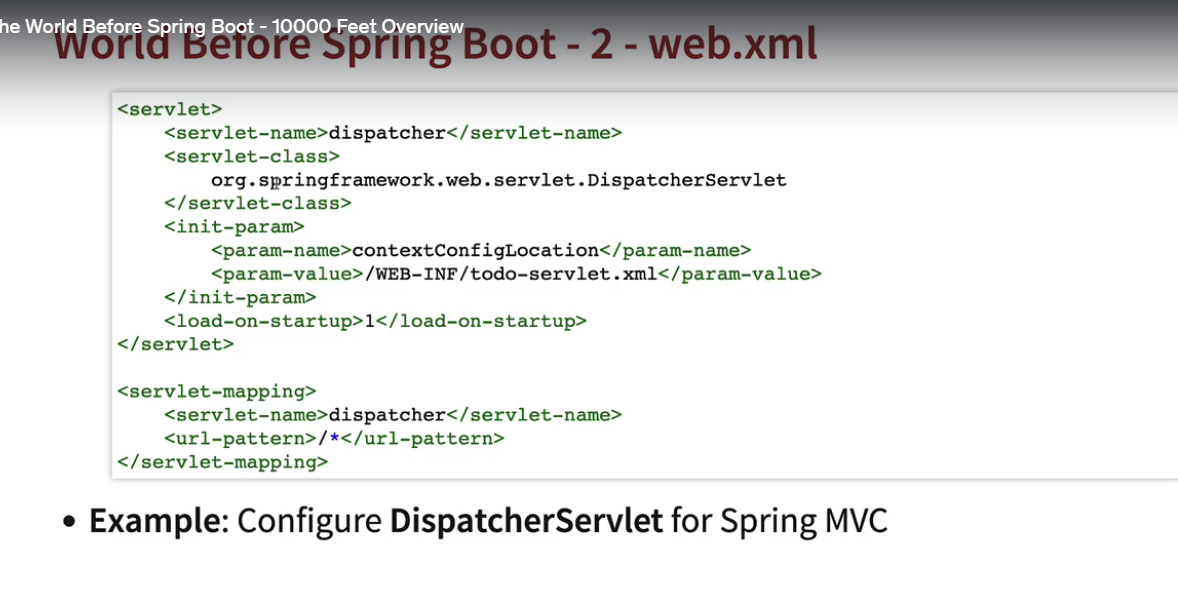 he World Before Spring Boot - 10000 Feet Overview
World Before Spring Boot - 2 - web.xml
<servlet>
    <servlet-name>dispatcher</servlet-name>
    <servlet-class>
        org.springframework.web.servlet.DispatcherServlet
    </servlet-class>
    <init-param>
        <param-name>contextConfigLocation</param-name>
        <param-value>/WEB-INF/todo-servlet.xml</param-value>
    </init-param>
    <load-on-startup>1</load-on-startup>
</servlet>

<servlet-mapping>
    <servlet-name>dispatcher</servlet-name>
    <url-pattern>/*</url-pattern>
</servlet-mapping>
• Example: Configure DispatcherServlet for Spring MVC